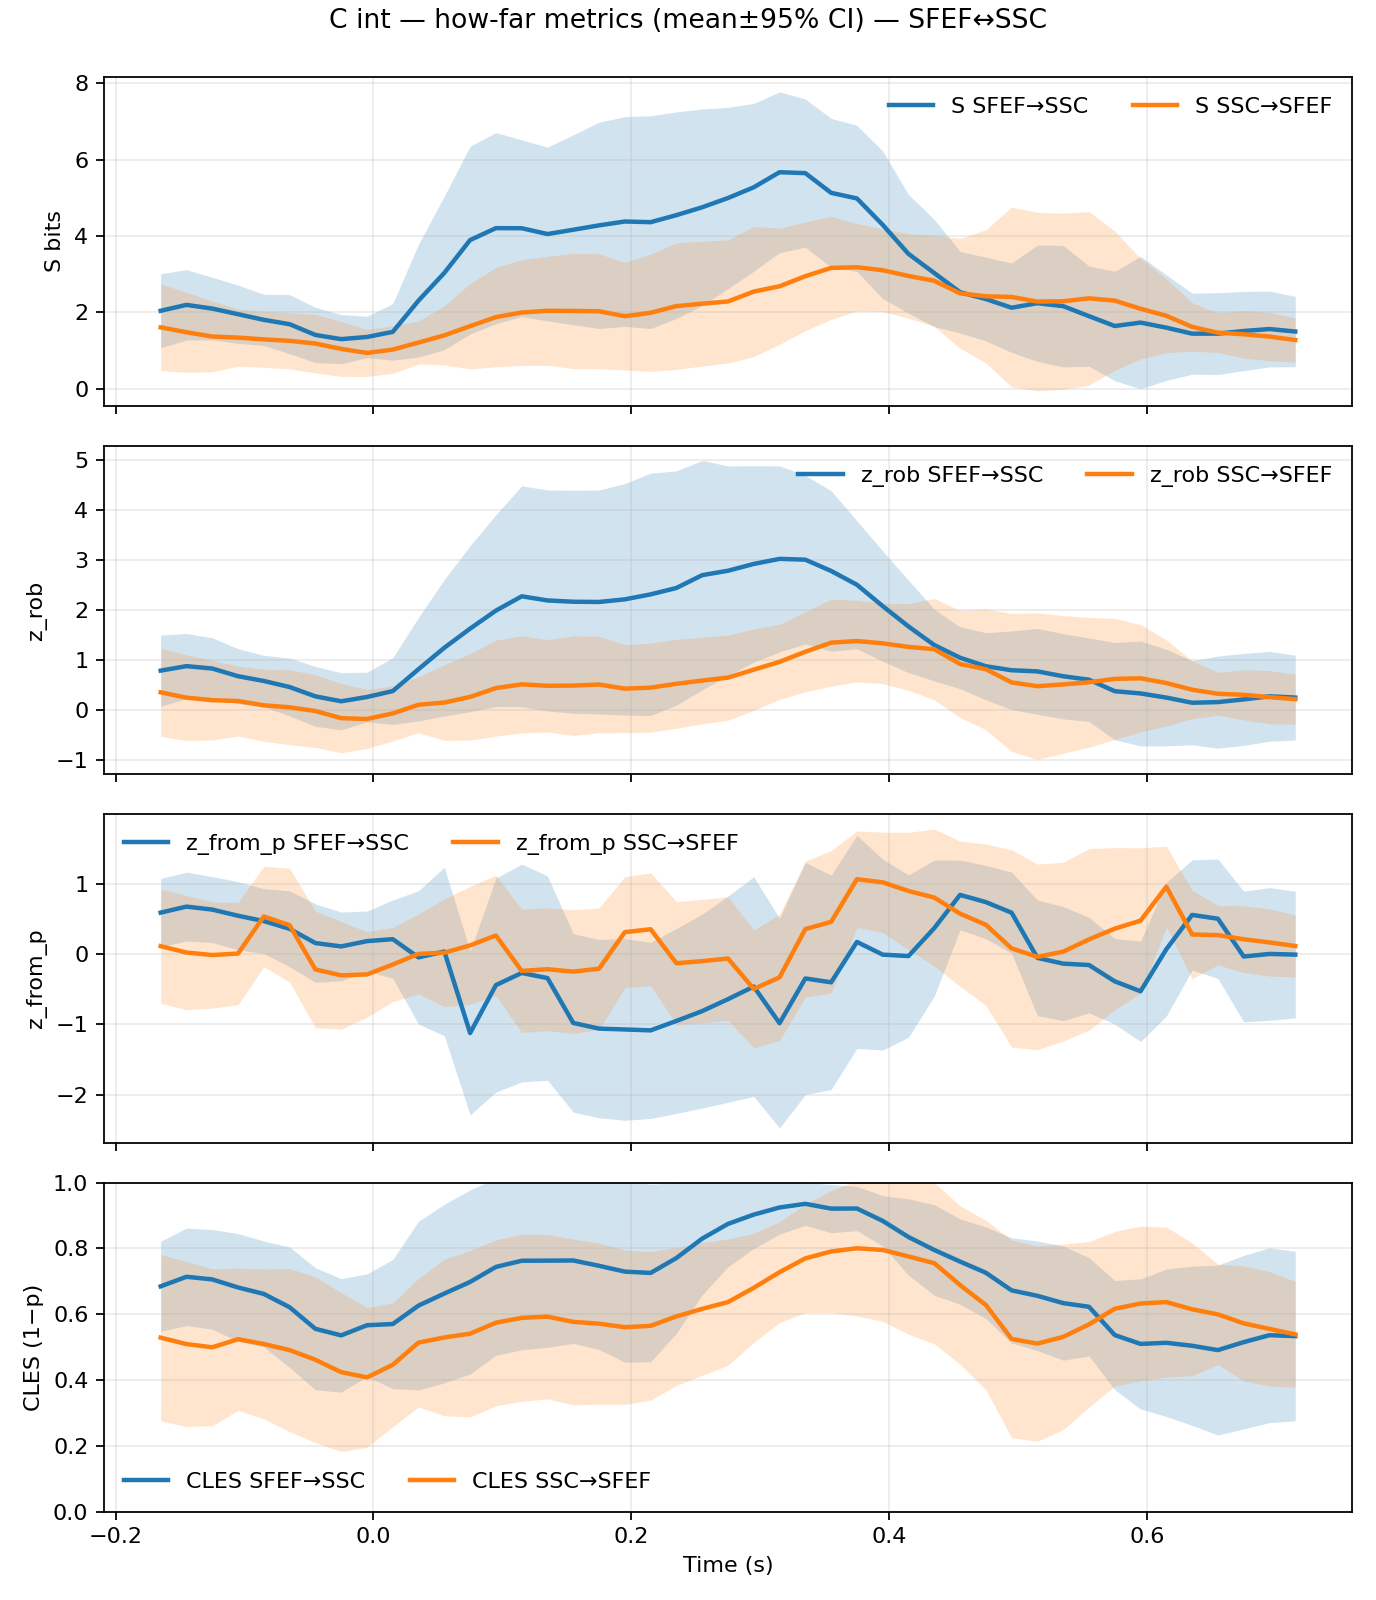 C int — how-far metrics (mean±95% CI) — SFEF↔SSC
8
6
4
2
0
S bits
S SFEF→SSC
S SSC→SFEF
5
4
3
2
1
0
−1
z_rob
z_rob SFEF→SSC
z_rob SSC→SFEF
1
0
−1
−2
z_from_p
z_from_p SFEF→SSC
z_from_p SSC→SFEF
1.0
0.8
0.6
0.4
0.2
0.0
CLES (1−p)
CLES SFEF→SSC
CLES SSC→SFEF
−0.2
0.0
0.2
0.4
0.6
Time (s)